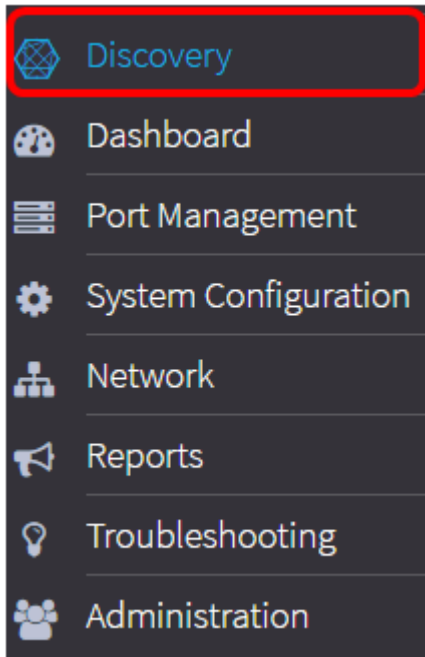 Discovery
Dashboard
Port Management
System Configuration
Network
Reports
Troubleshooting
Administration